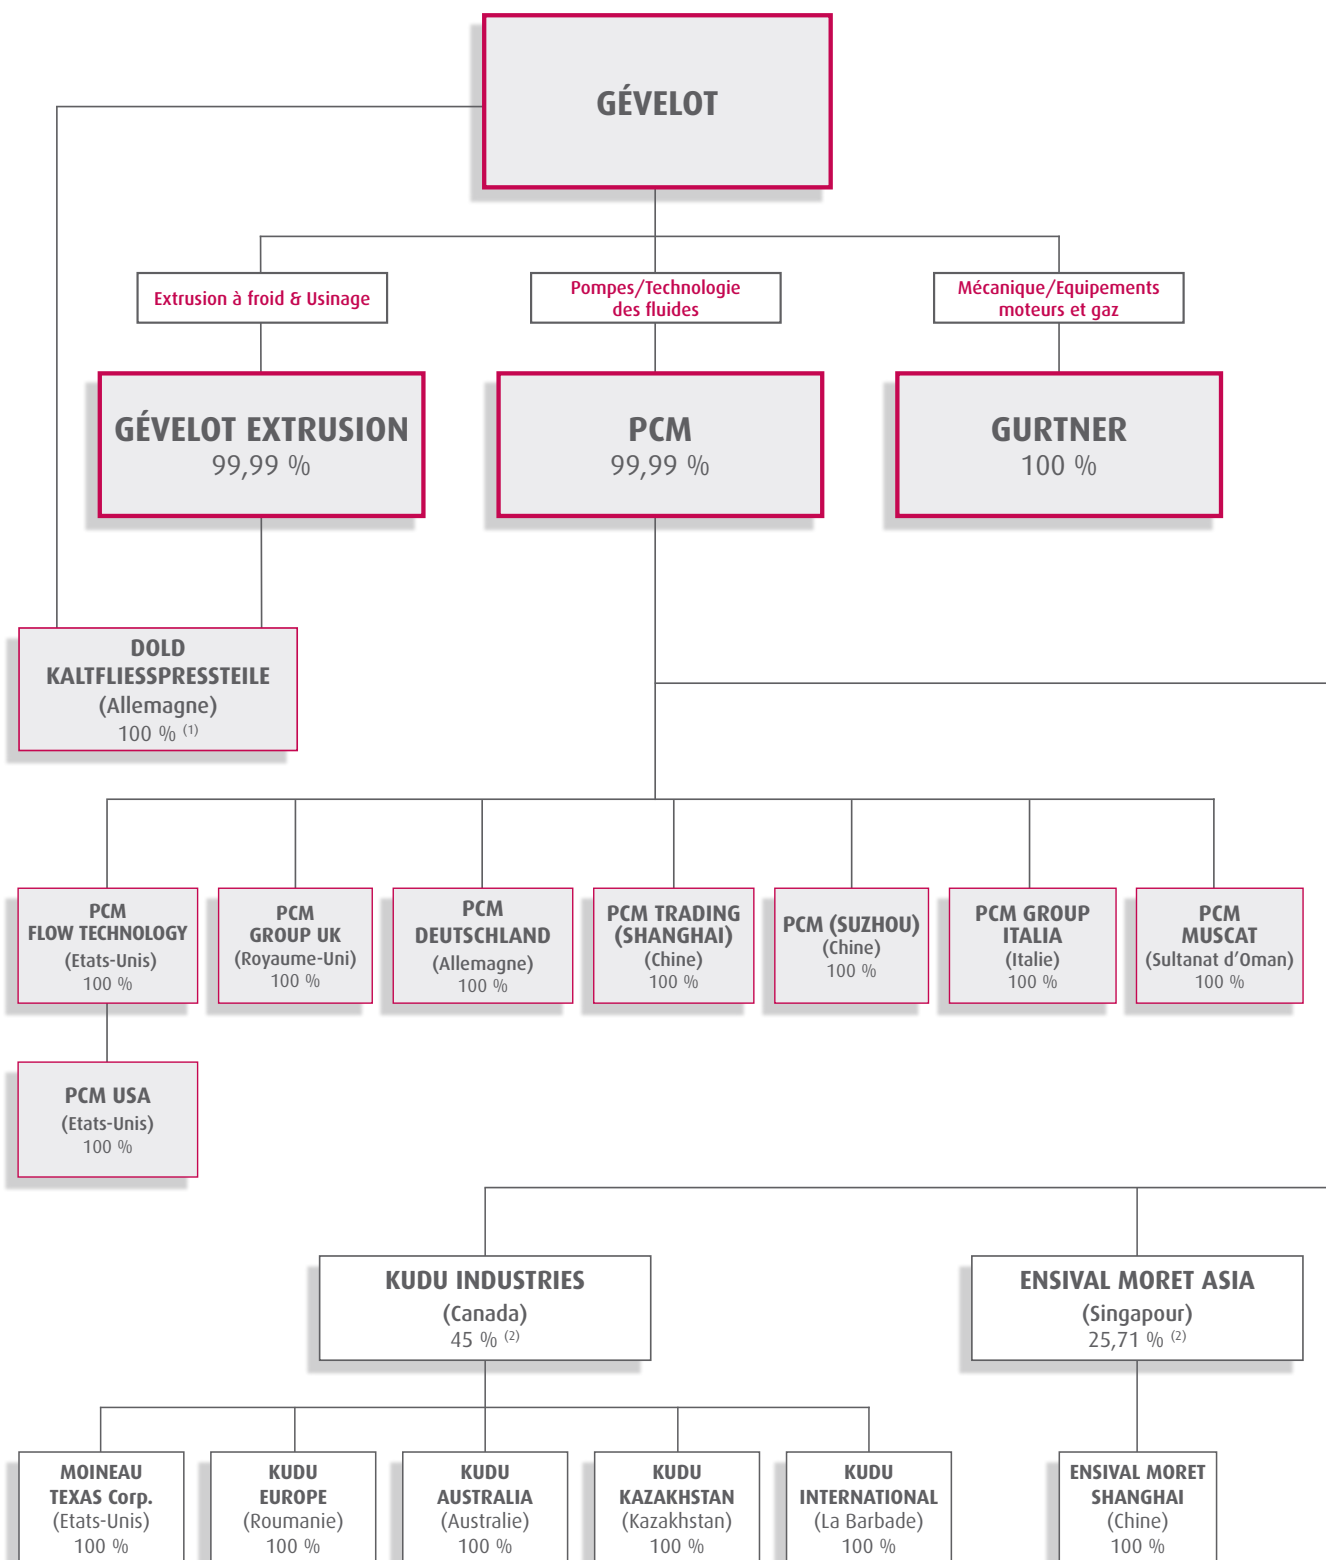 GÉVELOT
Extrusion à froid & Usinage
Pompes/Technologie
des fluides
Mécanique/Equipements
moteurs et gaz
GÉVELOT EXTRUSION
99,99 %
PCM
99,99 %
GURTNER
100 %
DOLD
KALTFLIESSPRESSTEILE
(Allemagne)
100 % (1)
PCM
FLOW TECHNOLOGY
(Etats-Unis)
100 %
PCM
GROUP UK
(Royaume-Uni)
100 %
PCM
DEUTSCHLAND
(Allemagne)
100 %
PCM TRADING
(SHANGHAI)
(Chine)
100 %
PCM (SUZHOU)
(Chine)
100 %
PCM GROUP
ITALIA
(Italie)
100 %
PCM
MUSCAT
(Sultanat d’Oman)
100 %
PCM USA
(Etats-Unis)
100 %
KUDU INDUSTRIES
(Canada)
45 % (2)
ENSIVAL MORET ASIA
(Singapour)
25,71 % (2)
MOINEAU
TEXAS Corp.
(Etats-Unis)
100 %
KUDU
EUROPE
(Roumanie)
100 %
KUDU
AUSTRALIA
(Australie)
100 %
KUDU
KAZAKHSTAN
(Kazakhstan)
100 %
KUDU
INTERNATIONAL
(La Barbade)
100 %
ENSIVAL MORET
SHANGHAI
(Chine)
100 %